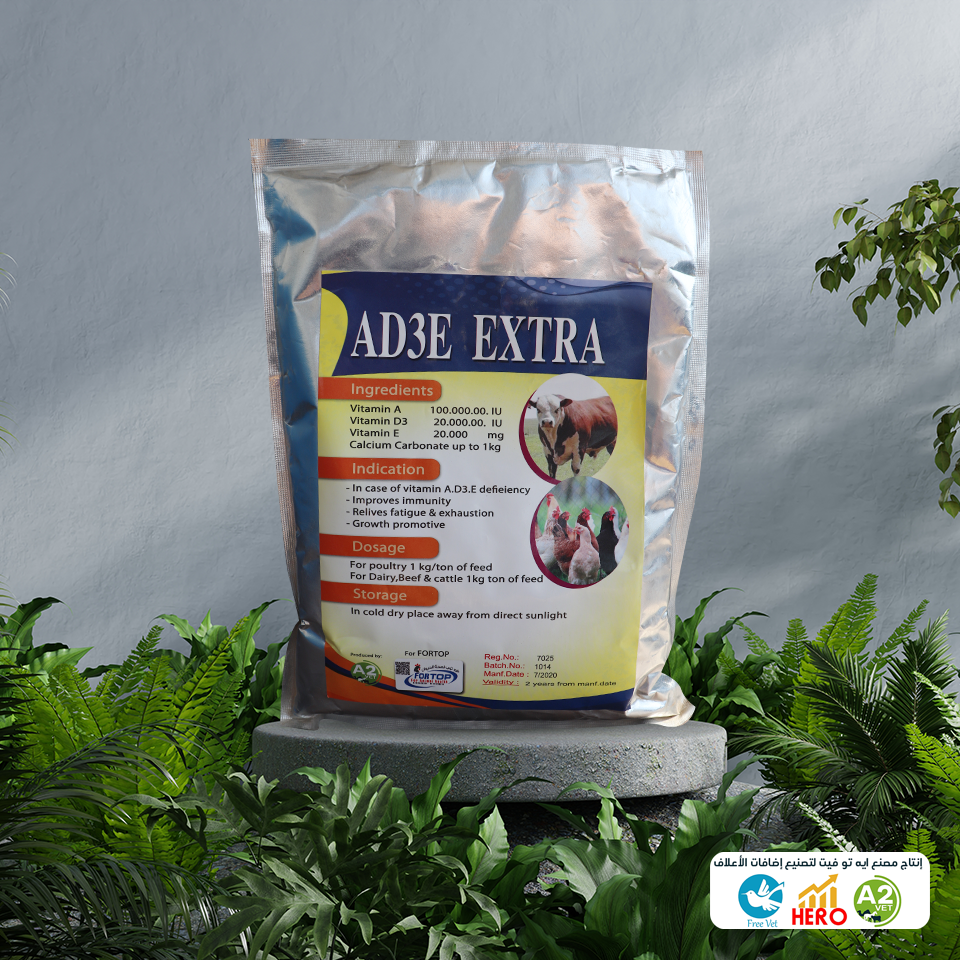 AD3E EXTRA
Ingredients
Vitamin A 100.000.00. IU
Vitamin D3 20.000.00. IU
Vitamin E 20.000 mg
Calcium Carbonate up to 1kg
Indication
- In case of vitamin A.D3.E defieiency
- Improves immunity
- Relives fatigue & exhaustion
- Growth promotive
Dosage
For poultry 1 kg/ton of feed
For Dairy,Beef & cattle 1kg ton of feed
Storage
In cold dry place away from direct sunlight
Produced by:
A2
For FORTOP
FORTOP
Reg.No.: 7025
Batch.No.: 1014
Manf.Date : 7/2020
Validity : 2 years from manf.date
إنتاج مصنع ايه تو فيت لتصنيع إضافات الأعلاف
Free Vet
HERO
A2
VET